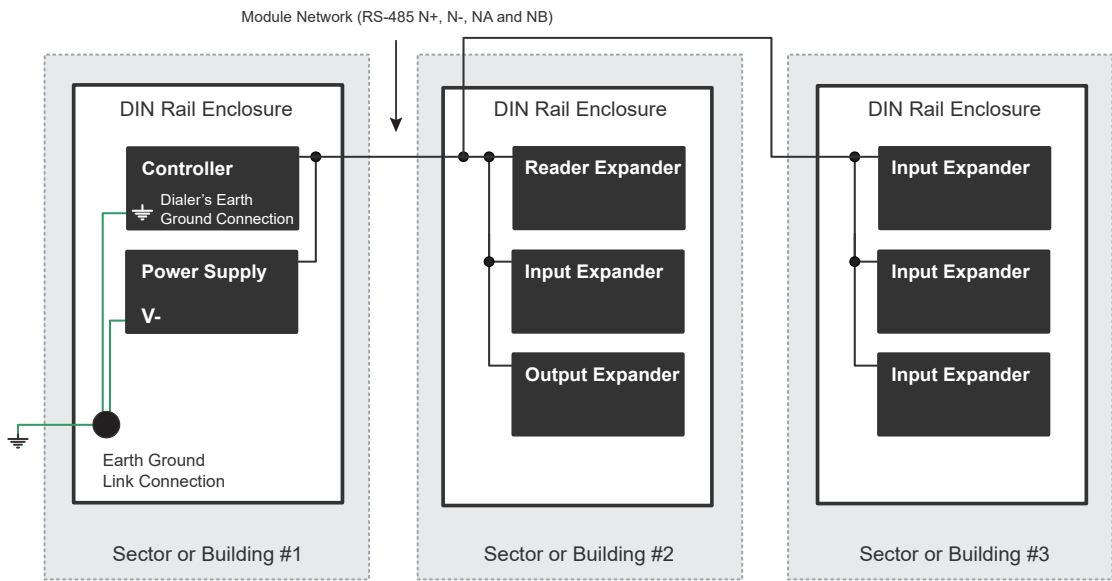 Module Network (RS-485 N+, N-, NA and NB)
DIN Rail Enclosure
Controller
Dialer's Earth
Ground Connection
Power Supply
V-
Earth Ground
Link Connection
Sector or Building #1
DIN Rail Enclosure
Reader Expander
Input Expander
Output Expander
Sector or Building #2
DIN Rail Enclosure
Input Expander
Input Expander
Input Expander
Sector or Building #3